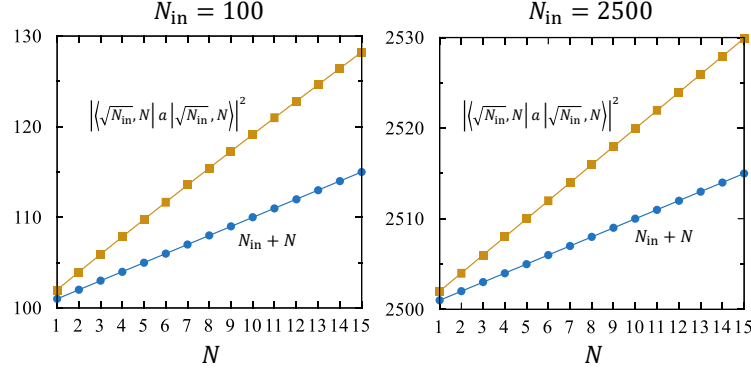 N_in = 100
130
120
110
100
|⟨√N_in, N| a |√N_in, N⟩|²
N_in + N
1 2 3 4 5 6 7 8 9 10 11 12 13 14 15
N
N_in = 2500
2530
2520
2510
2500
|⟨√N_in, N| a |√N_in, N⟩|²
N_in + N
1 2 3 4 5 6 7 8 9 10 11 12 13 14 15
N